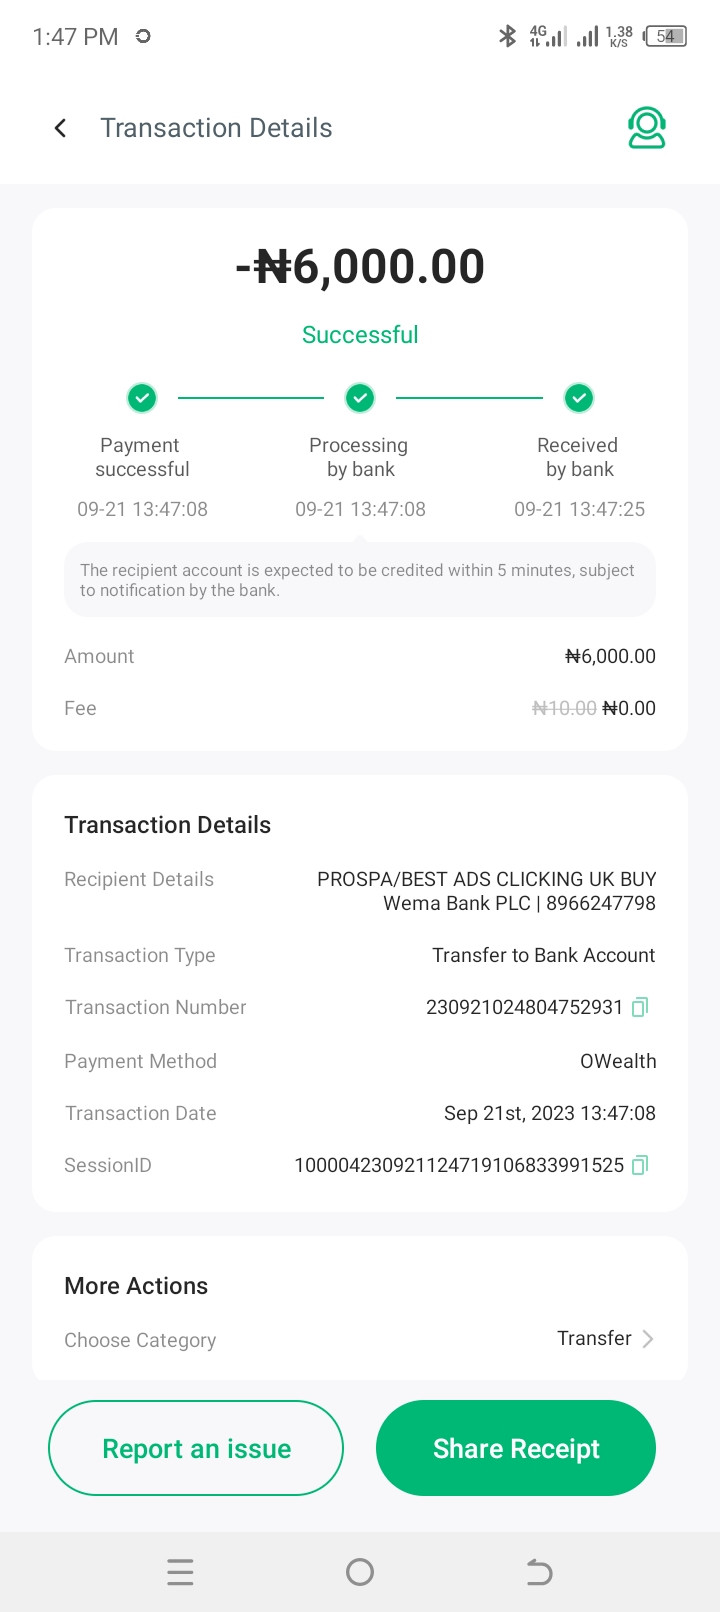 1:47 PM
4G
1.38
K/S
54
Transaction Details
-₦6,000.00
Successful
Payment successful
Processing by bank
Received by bank
09-21 13:47:08
09-21 13:47:08
09-21 13:47:25
The recipient account is expected to be credited within 5 minutes, subject
to notification by the bank.
Amount ₦6,000.00
Fee ₦10.00 ₦0.00
Transaction Details
Recipient Details PROSPA/BEST ADS CLICKING UK BUY
Wema Bank PLC | 8966247798
Transaction Type Transfer to Bank Account
Transaction Number 230921024804752931
Payment Method OWealth
Transaction Date Sep 21st, 2023 13:47:08
SessionID 100004230921124719106833991525
More Actions
Choose Category Transfer
Report an issue
Share Receipt